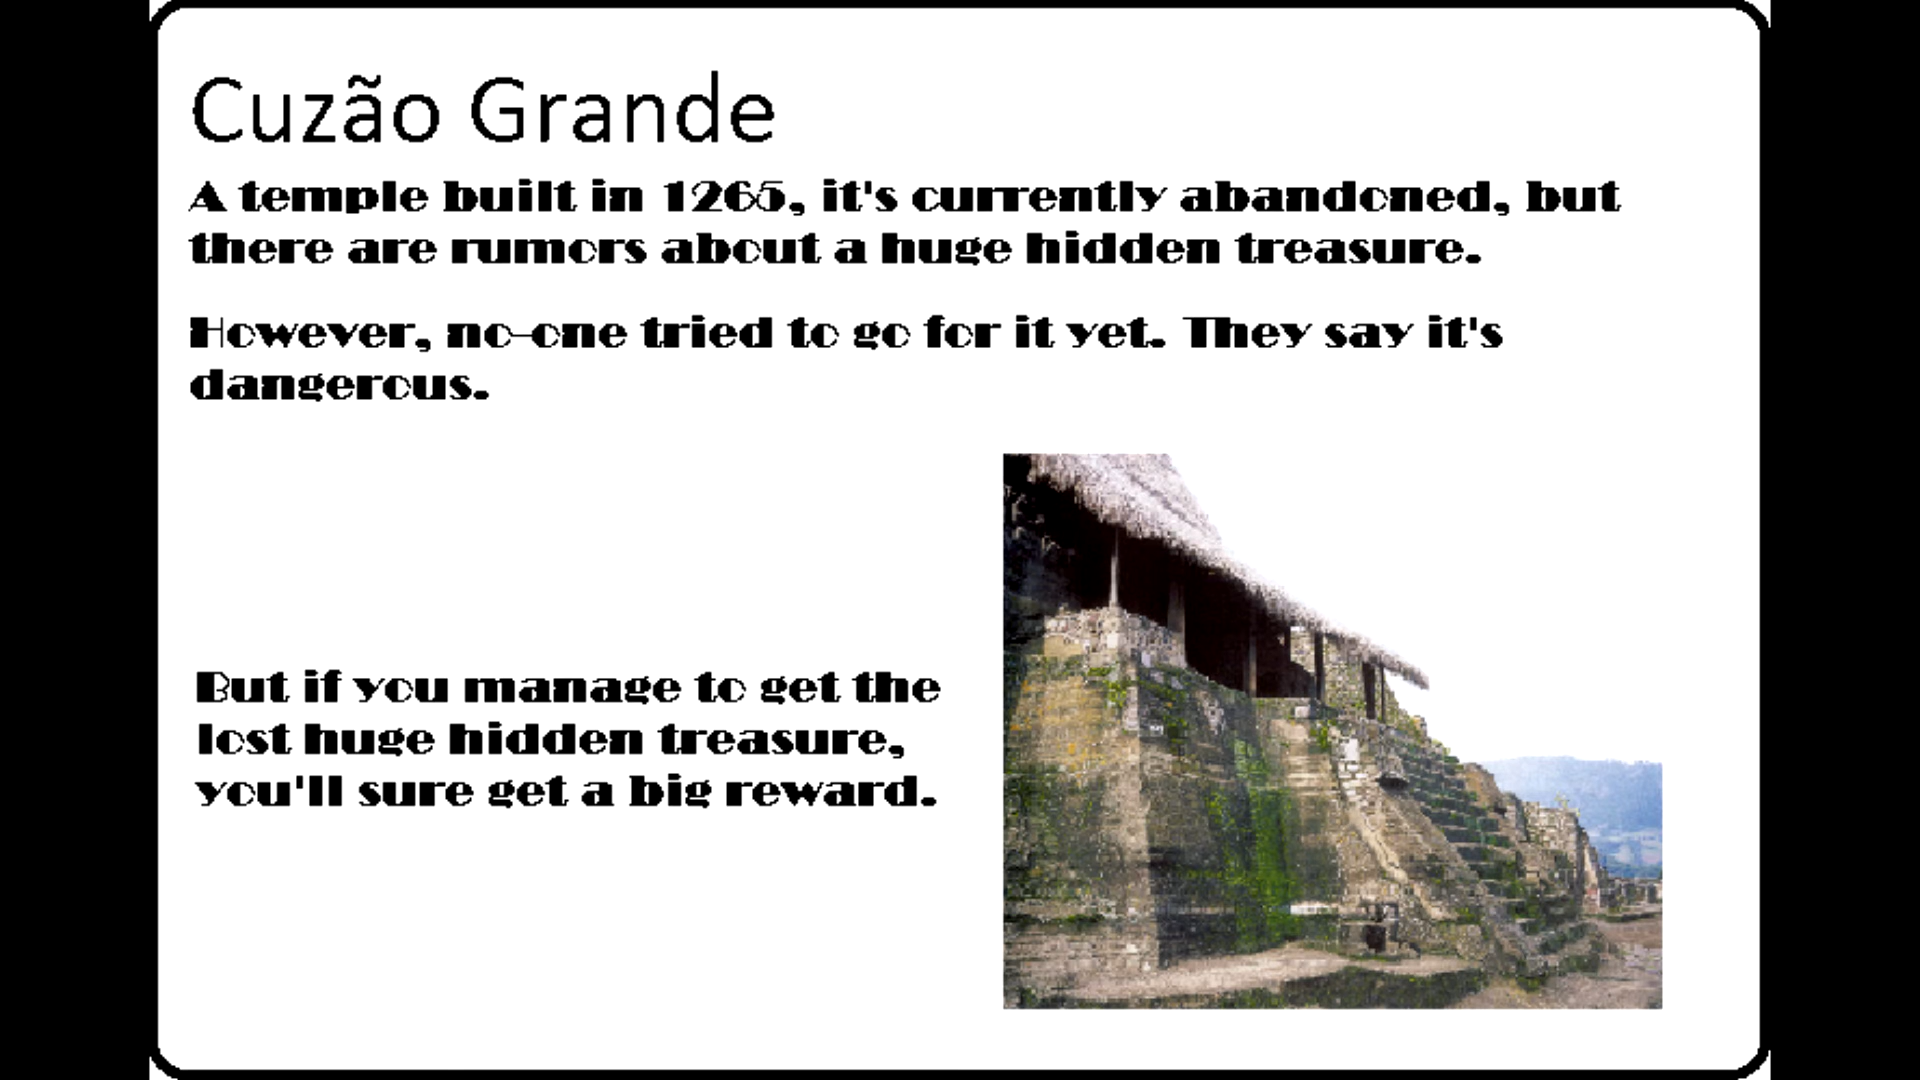 Cuzão Grande
A temple built in 1265, it's currently abandoned, but
there are rumors about a huge hidden treasure.
However, no-one tried to go for it yet. They say it's
dangerous.
But if you manage to get the
lost huge hidden treasure,
you'll sure get a big reward.